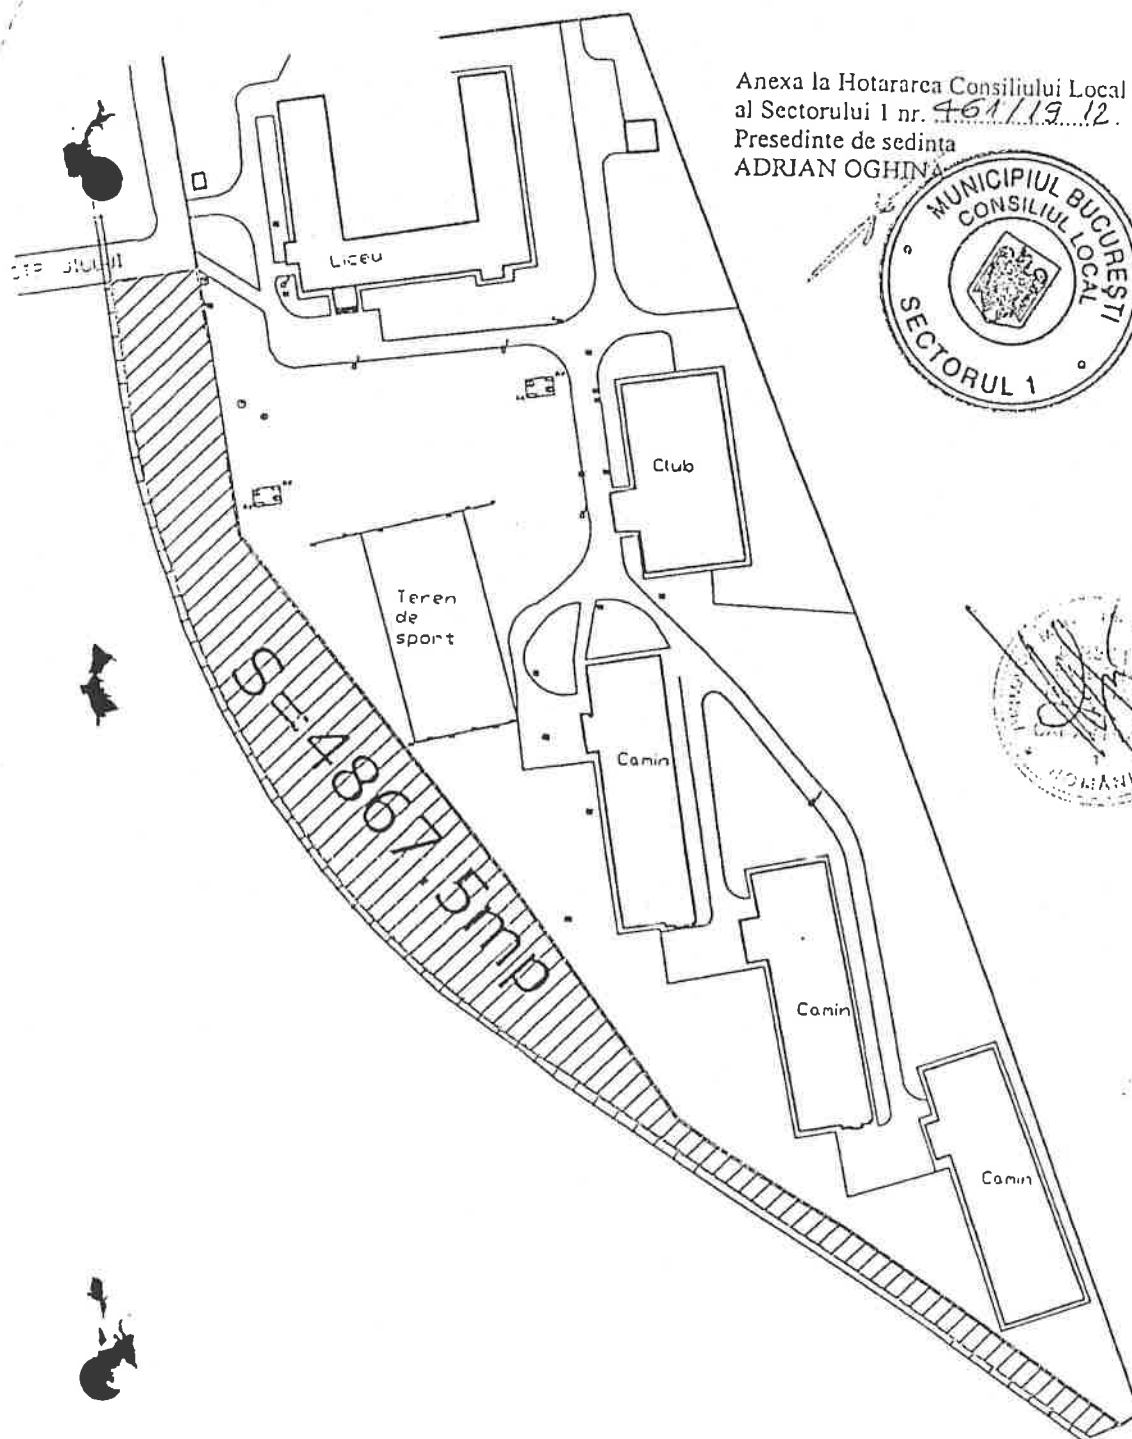 Anexa la Hotararea Consiliului Local
al Sectorului 1 nr. 461/19.12.
Presedinte de sedinta
ADRIAN OGHINA
MUNICIPIUL BUCUREŞTI
CONSILIUL LOCAL
SECTORUL 1
Liceu
Club
Teren
de
sport
S=4867.5mp
Camin
Camin
Camin